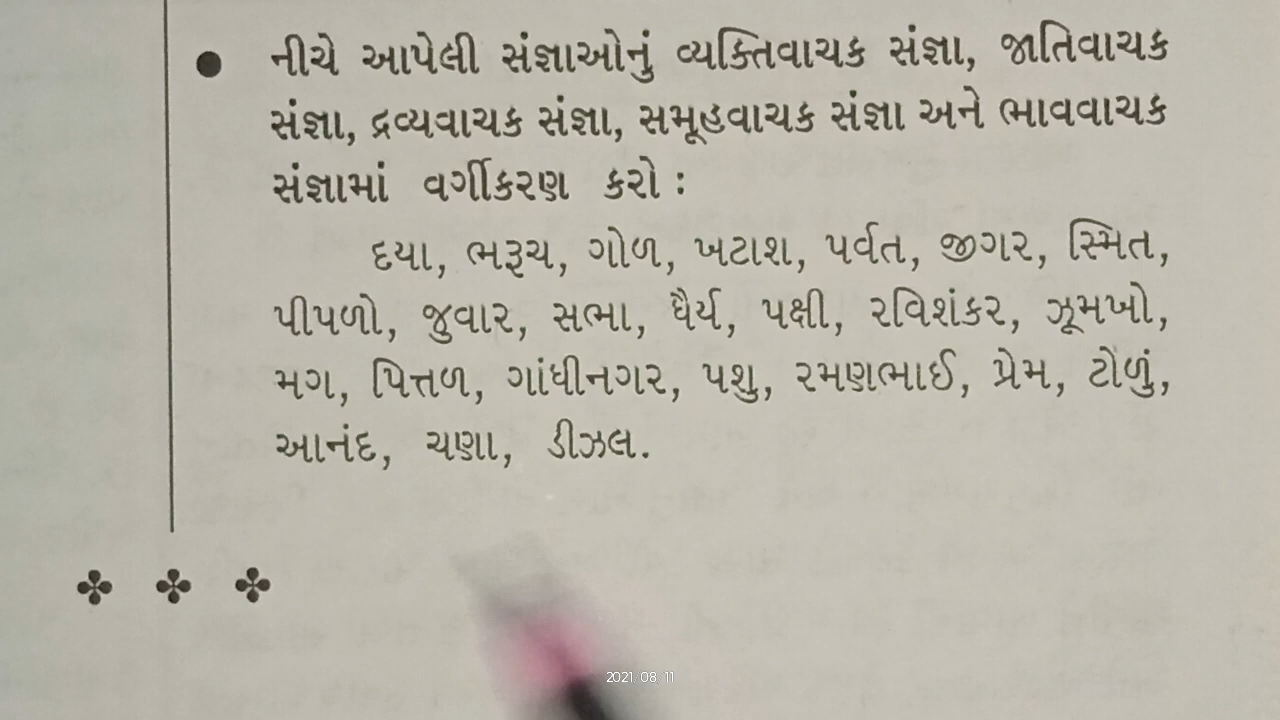 ● નીચે આપેલી સંજ્ઞાઓનું વ્યક્તિવાચક સંજ્ઞા, જાતિવાચક
સંજ્ઞા, દ્રવ્યવાચક સંજ્ઞા, સમૂહવાચક સંજ્ઞા અને ભાવવાચક
સંજ્ઞામાં વર્ગીકરણ કરો :
દયા, ભરૂચ, ગોળ, ખટાશ, પર્વત, જીગર, સ્મિત,
પીપળો, જુવાર, સભા, ધૈર્ય, પક્ષી, રવિશંકર, ઝૂમખો,
મગ, પિત્તળ, ગાંધીનગર, પશુ, રમણભાઈ, પ્રેમ, ટોળું,
આનંદ, ચણા, ડીઝલ.
2021. 08. 11